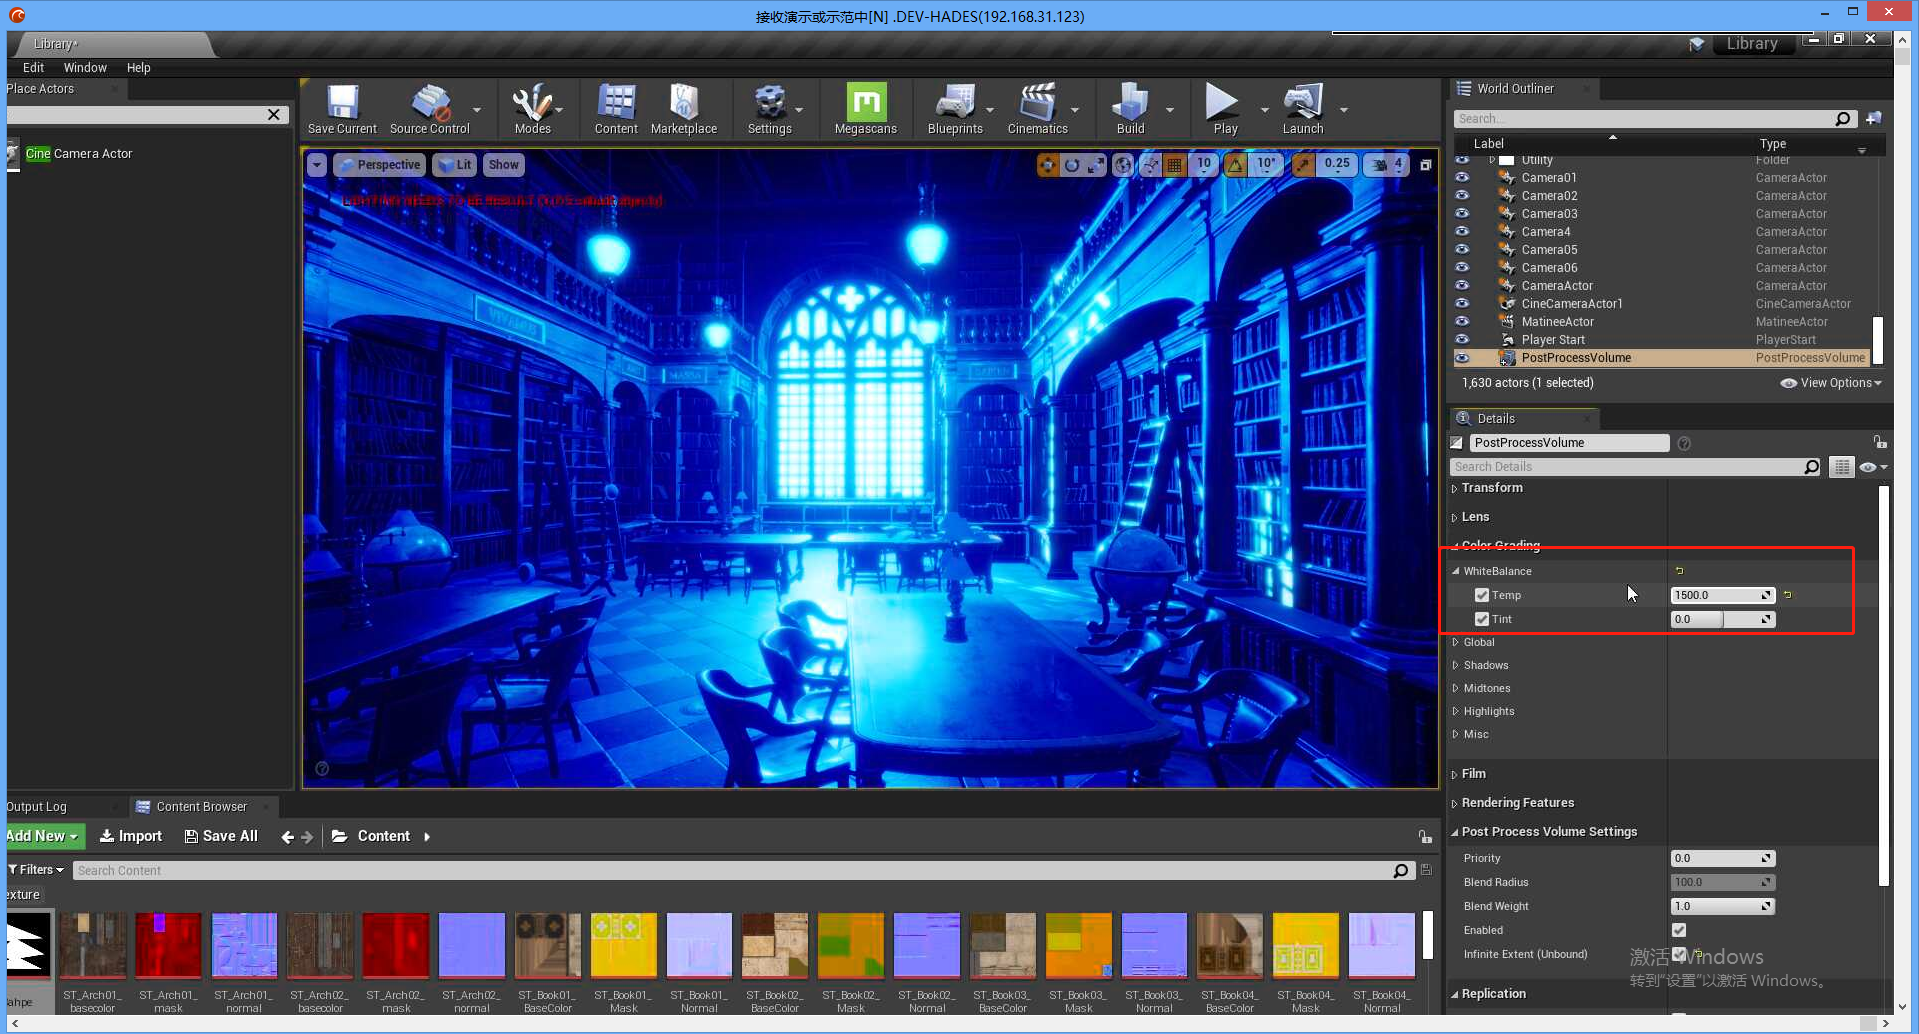 接收演示或示范中[N] .DEV-HADES(192.168.31.123)
Library*
Library
Edit Window Help
Place Actors
Cine Camera Actor
Save Current
Source Control
Modes
Content
Marketplace
Settings
Megascans
Blueprints
Cinematics
Build
Play
Launch
Perspective
Lit
Show
10
10°
0.25
4
World Outliner
Search...
Label Type
Utility Folder
Camera01 CameraActor
Camera02 CameraActor
Camera03 CameraActor
Camera4 CameraActor
Camera05 CameraActor
Camera06 CameraActor
CameraActor CameraActor
CineCameraActor1 CineCameraActor
MatineeActor MatineeActor
Player Start PlayerStart
PostProcessVolume PostProcessVolume
1,630 actors (1 selected)
View Options
Details
PostProcessVolume
Search Details
Transform
Lens
Color Grading
WhiteBalance
Temp 1500.0
Tint 0.0
Global
Shadows
Midtones
Highlights
Misc
Film
Rendering Features
Post Process Volume Settings
Priority 0.0
Blend Radius 100.0
Blend Weight 1.0
Enabled
Infinite Extent (Unbound)
Replication
激活 Windows
转到"设置"以激活 Windows。
Output Log
Content Browser
Add New
Import
Save All
Content
Filters
Search Content
exture
ST_Arch01_
basecolor
ST_Arch01_
mask
ST_Arch01_
normal
ST_Arch02_
basecolor
ST_Arch02_
mask
ST_Arch02_
normal
ST_Book01_
BaseColor
ST_Book01_
Mask
ST_Book01_
Normal
ST_Book02_
BaseColor
ST_Book02_
Mask
ST_Book02_
Normal
ST_Book03_
BaseColor
ST_Book03_
Mask
ST_Book03_
Normal
ST_Book04_
BaseColor
ST_Book04_
Mask
ST_Book04_
Normal